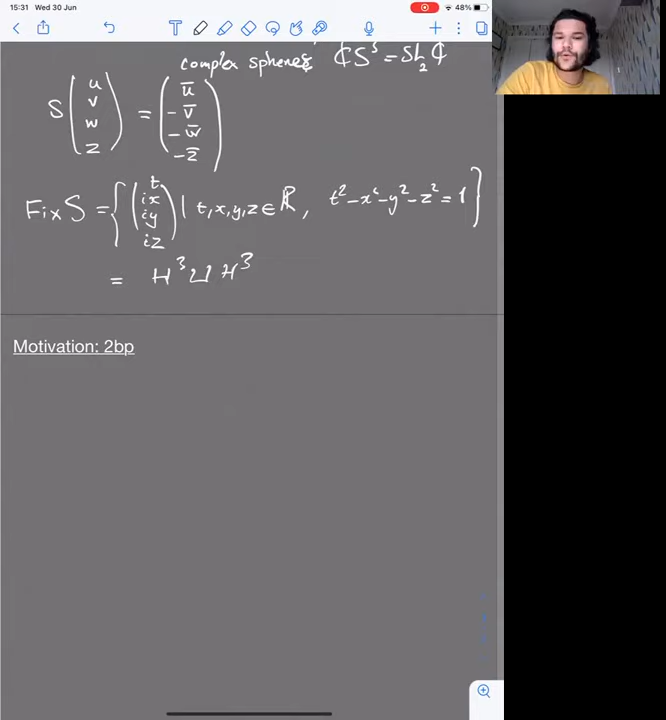 15:31 Wed 30 Jun
48%
complex spheres ℂS³ = SL₂ℂ
S (u v w z) = (ū -v̄ -w̄ -z̄)
Fix S = { (t ix iy iz) | t,x,y,z ∈ ℝ, t² - x² - y² - z² = 1 }
= H³ ⊔ H³
Motivation: 2bp